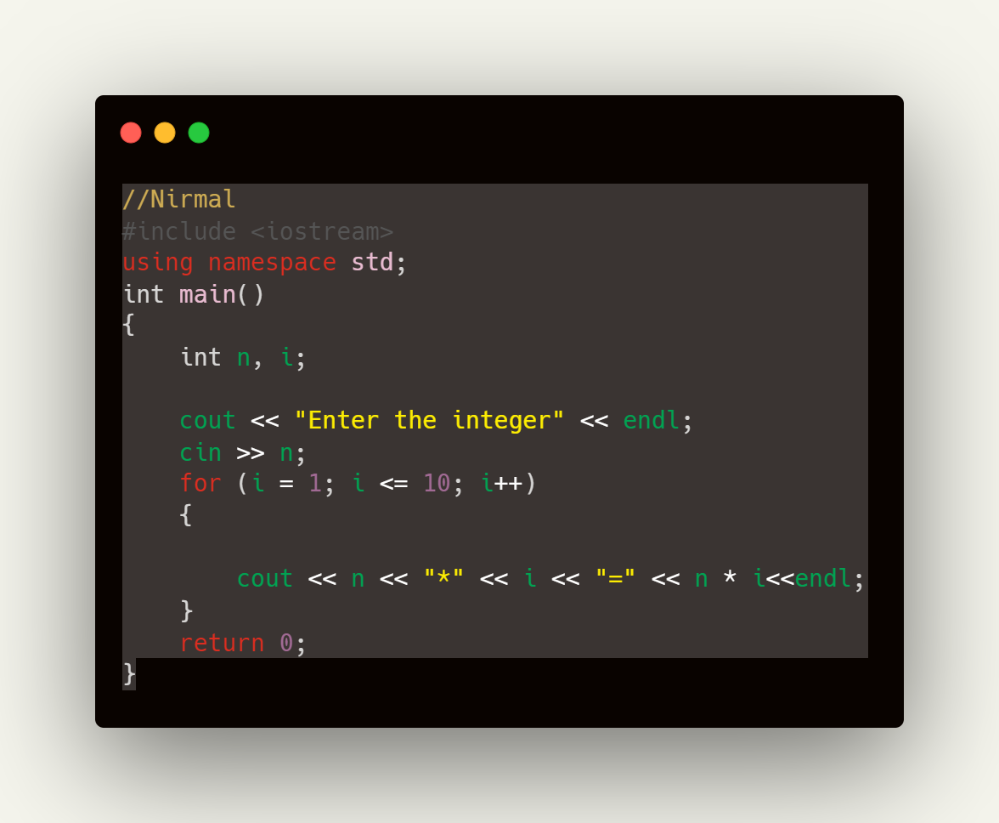 //Nirmal
#include <iostream>
using namespace std;
int main()
{
    int n, i;

    cout << "Enter the integer" << endl;
    cin >> n;
    for (i = 1; i <= 10; i++)
    {

        cout << n << "*" << i << "=" << n * i<<endl;
    }
    return 0;
}